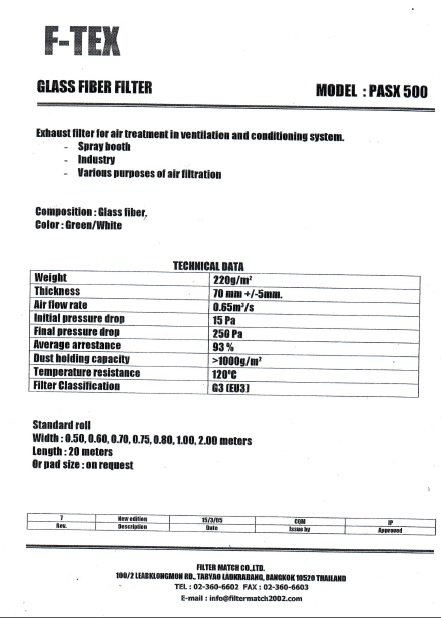 F-TEX
GLASS FIBER FILTER MODEL : PASX 500
Exhaust filter for air treatment in ventilation and conditioning system.
- Spray booth
- Industry
- Various purposes of air filtration
Composition : Glass fiber.
Color : Green/White
TECHNICAL DATA
Weight 220g/m²
Thickness 70 mm +/-5mm.
Air flow rate 0.65m³/s
Initial pressure drop 15 Pa
Final pressure drop 250 Pa
Average arrestance 93 %
Dust holding capacity >1000g/m²
Temperature resistance 120°C
Filter Classification G3 (EU3)
Standard roll
Width : 0.50, 0.60, 0.70, 0.75, 0.80, 1.00, 2.00 meters
Length : 20 meters
Or pad size : on request
7 New edition 15/3/05 CQM JP
Rev. Description Date Issue by Approved
FILTER MATCH CO.,LTD.
100/2 LEABKLONGMON RD., TABYAO LADKRABANG, BANGKOK 10520 THAILAND
TEL : 02-360-6602 FAX : 02-360-6603
E-mail : info@filtermatch2002.com